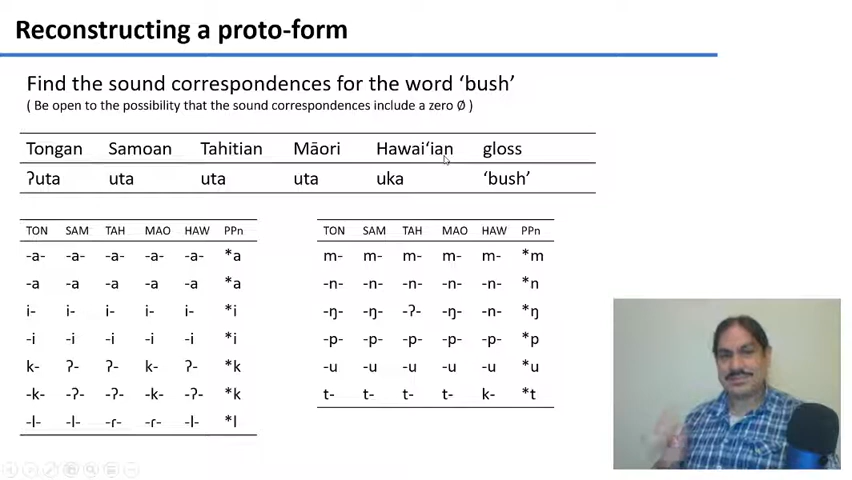 Reconstructing a proto-form
Find the sound correspondences for the word ‘bush’
( Be open to the possibility that the sound correspondences include a zero Ø )
Tongan Samoan Tahitian Māori Hawaiʻian gloss
ʔuta uta uta uta uka ‘bush’
TON SAM TAH MAO HAW PPn
-a- -a- -a- -a- -a- *a
-a -a -a -a -a *a
i- i- i- i- i- *i
-i -i -i -i -i *i
k- ʔ- ʔ- k- ʔ- *k
-k- -ʔ- -ʔ- -k- -ʔ- *k
-l- -l- -ɾ- -ɾ- -l- *l
TON SAM TAH MAO HAW PPn
m- m- m- m- m- *m
-n- -n- -n- -n- -n- *n
-ŋ- -ŋ- -ʔ- -ŋ- -n- *ŋ
-p- -p- -p- -p- -p- *p
-u -u -u -u -u *u
t- t- t- t- k- *t